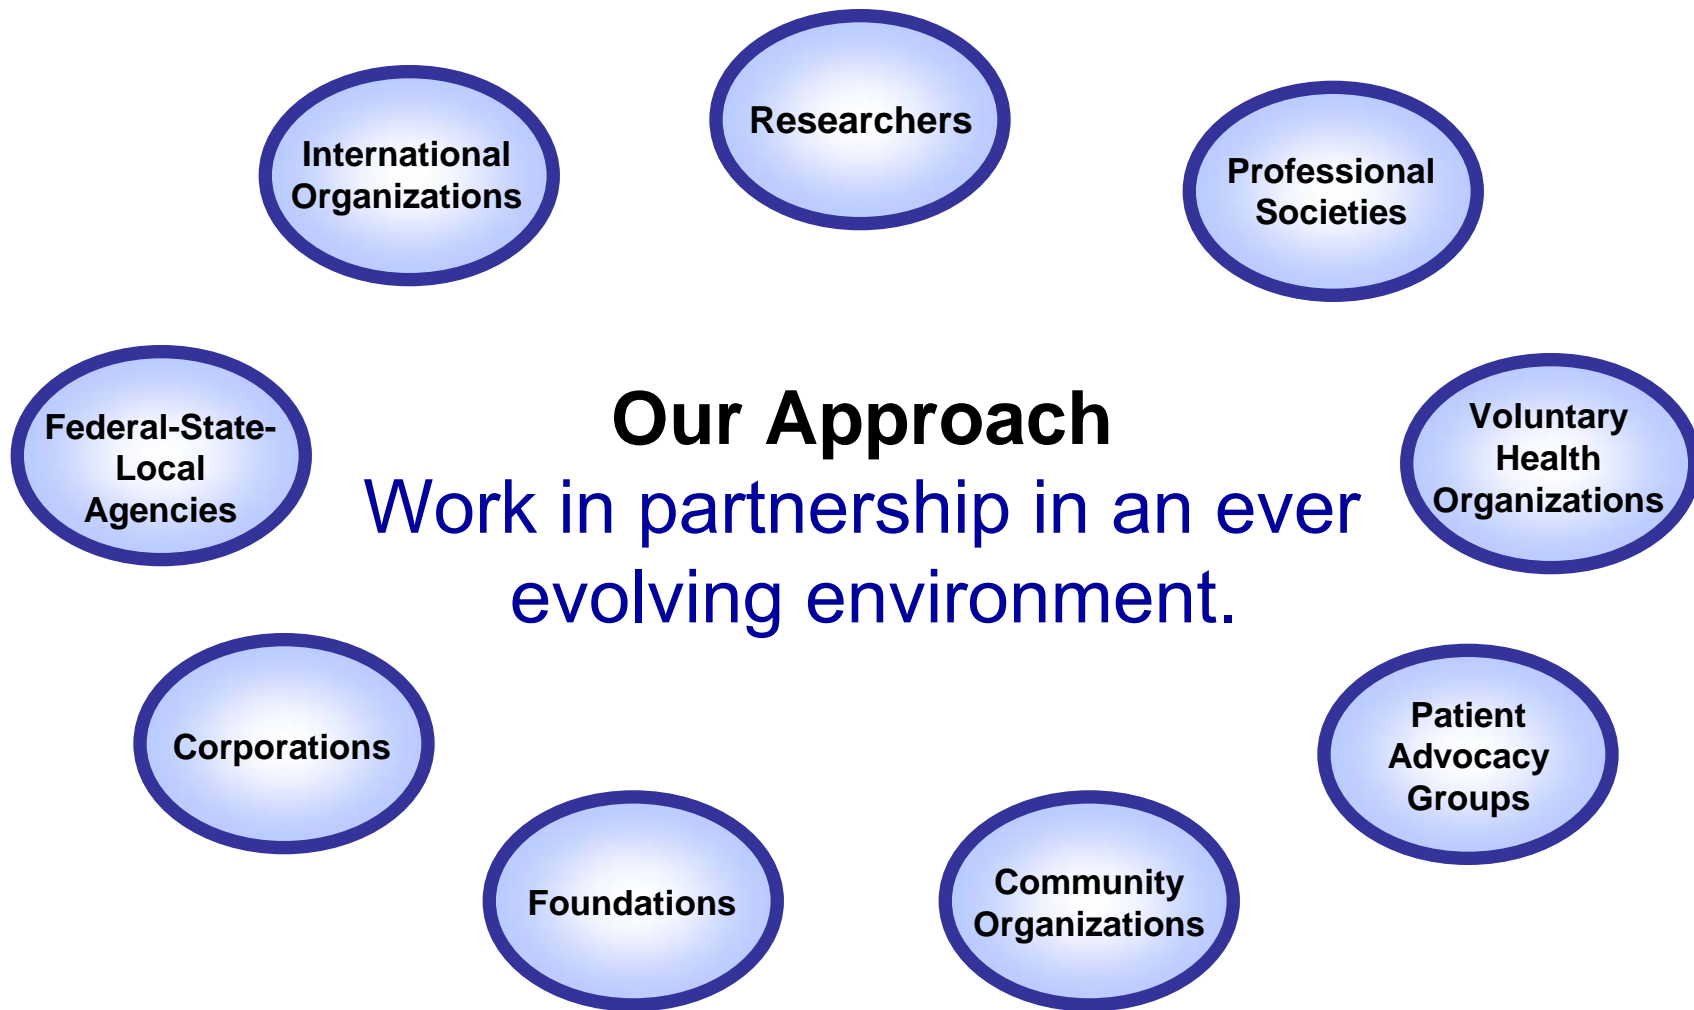 Researchers
International
Organizations
Professional
Societies
Federal-State-
Local
Agencies
Our Approach
Work in partnership in an ever
evolving environment.
Voluntary
Health
Organizations
Corporations
Patient
Advocacy
Groups
Foundations
Community
Organizations